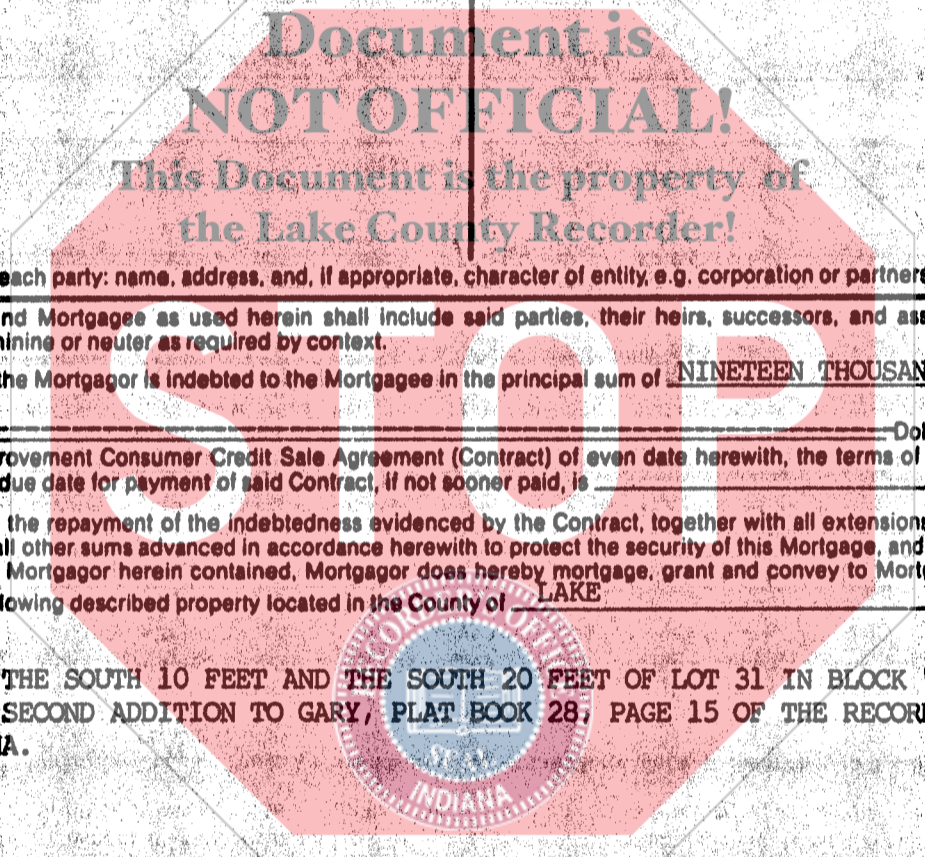 Document is
NOT OFFICIAL!
This Document is the property of
the Lake County Recorder!
each party: name, address, and, if appropriate, character of entity, e.g. corporation or partners
nd Mortgagee as used herein shall include said parties, their heirs, successors, and ass
inine or neuter as required by context.
the Mortgagor is indebted to the Mortgagee in the principal sum of NINETEEN THOUSAN
Dol
rovement Consumer Credit Sale Agreement (Contract) of even date herewith, the terms of
due date for payment of said Contract, if not sooner paid, is
the repayment of the indebtedness evidenced by the Contract, together with all extensions
ll other sums advanced in accordance herewith to protect the security of this Mortgage, and
Mortgagor herein contained, Mortgagor does hereby mortgage, grant and convey to Mortg
lowing described property located in the County of LAKE
THE SOUTH 10 FEET AND THE SOUTH 20 FEET OF LOT 31 IN BLOCK
SECOND ADDITION TO GARY, PLAT BOOK 28, PAGE 15 OF THE RECOR
A.
STOP
RECORDER'S OFFICE
SEAL
INDIANA